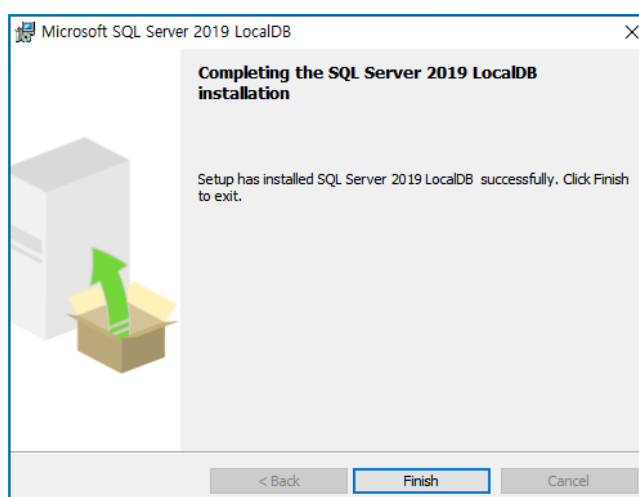 Microsoft SQL Server 2019 LocalDB
Completing the SQL Server 2019 LocalDB
installation
Setup has installed SQL Server 2019 LocalDB successfully. Click Finish
to exit.
< Back
Finish
Cancel